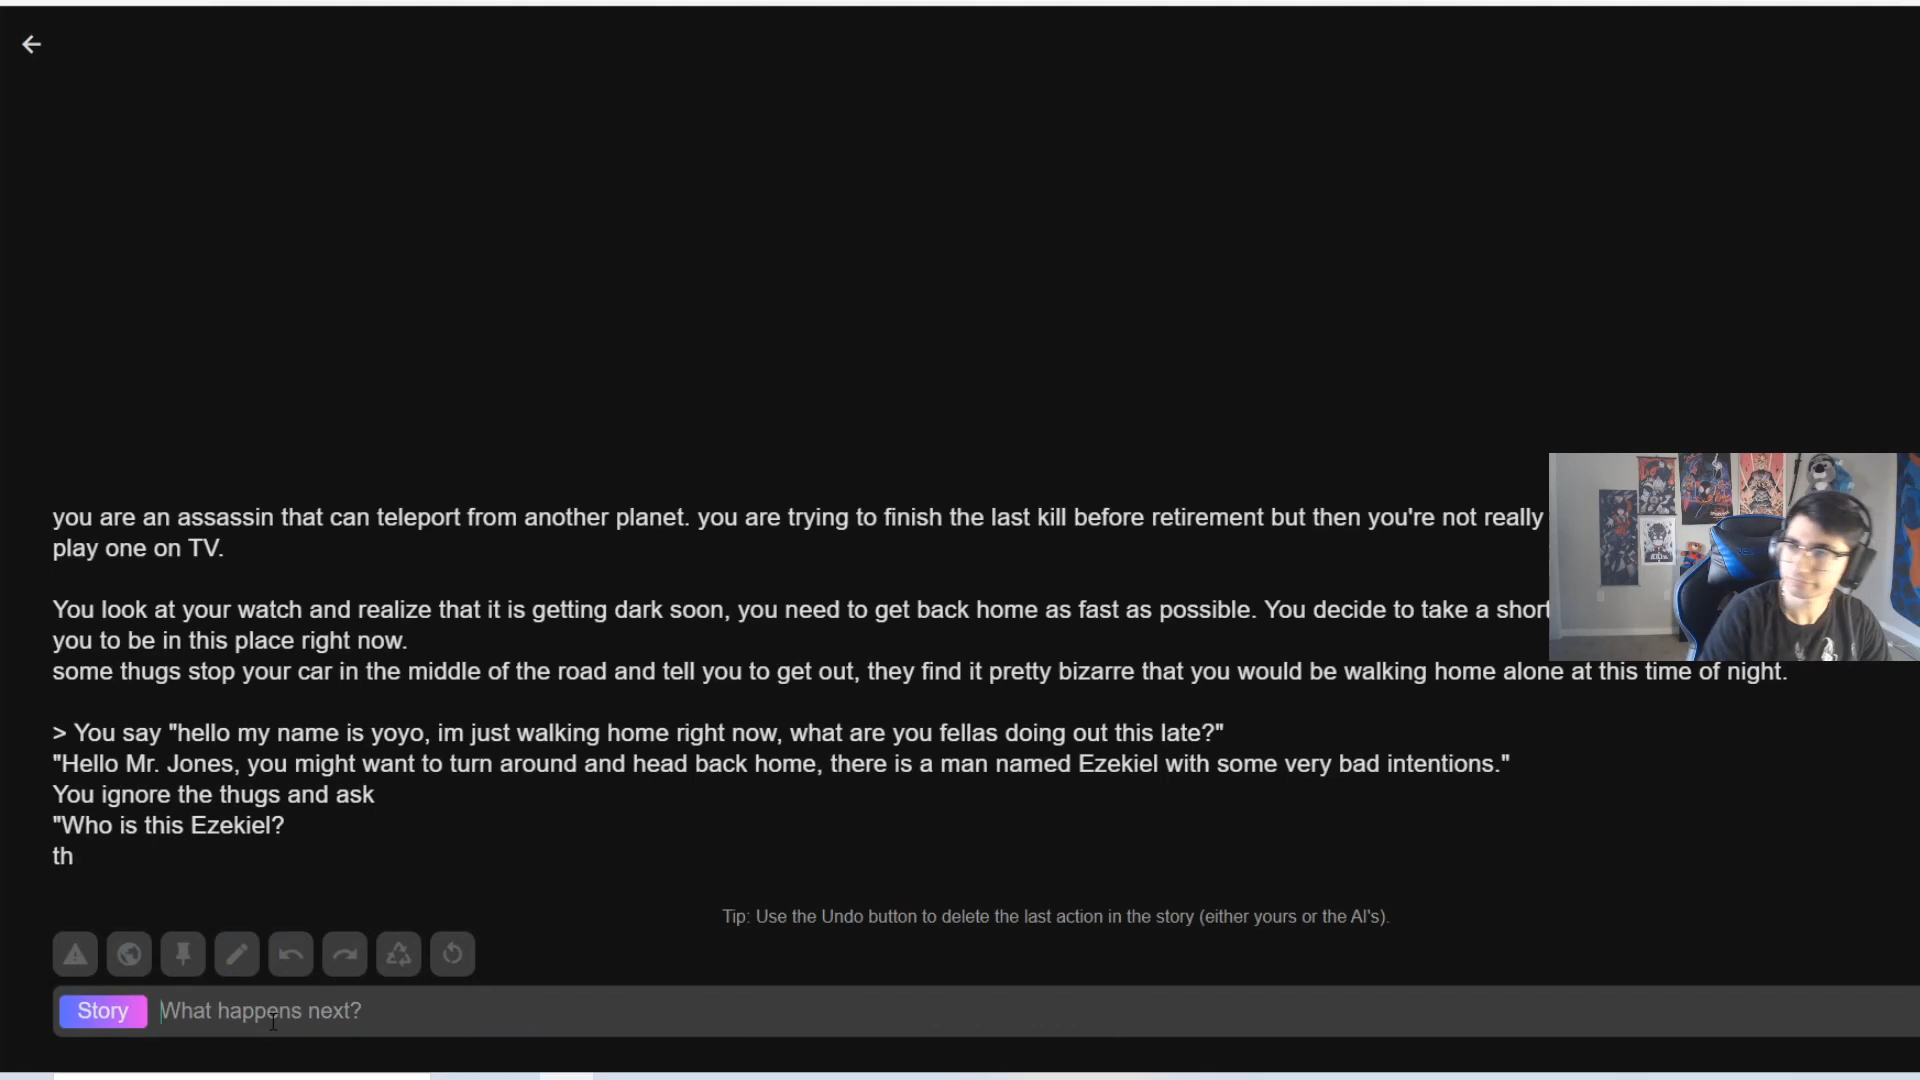 you are an assassin that can teleport from another planet. you are trying to finish the last kill before retirement but then you're not really
play one on TV.
You look at your watch and realize that it is getting dark soon, you need to get back home as fast as possible. You decide to take a short
you to be in this place right now.
some thugs stop your car in the middle of the road and tell you to get out, they find it pretty bizarre that you would be walking home alone at this time of night.
> You say "hello my name is yoyo, im just walking home right now, what are you fellas doing out this late?"
"Hello Mr. Jones, you might want to turn around and head back home, there is a man named Ezekiel with some very bad intentions."
You ignore the thugs and ask
"Who is this Ezekiel?
th
Tip: Use the Undo button to delete the last action in the story (either yours or the AI's).
Story What happens next?